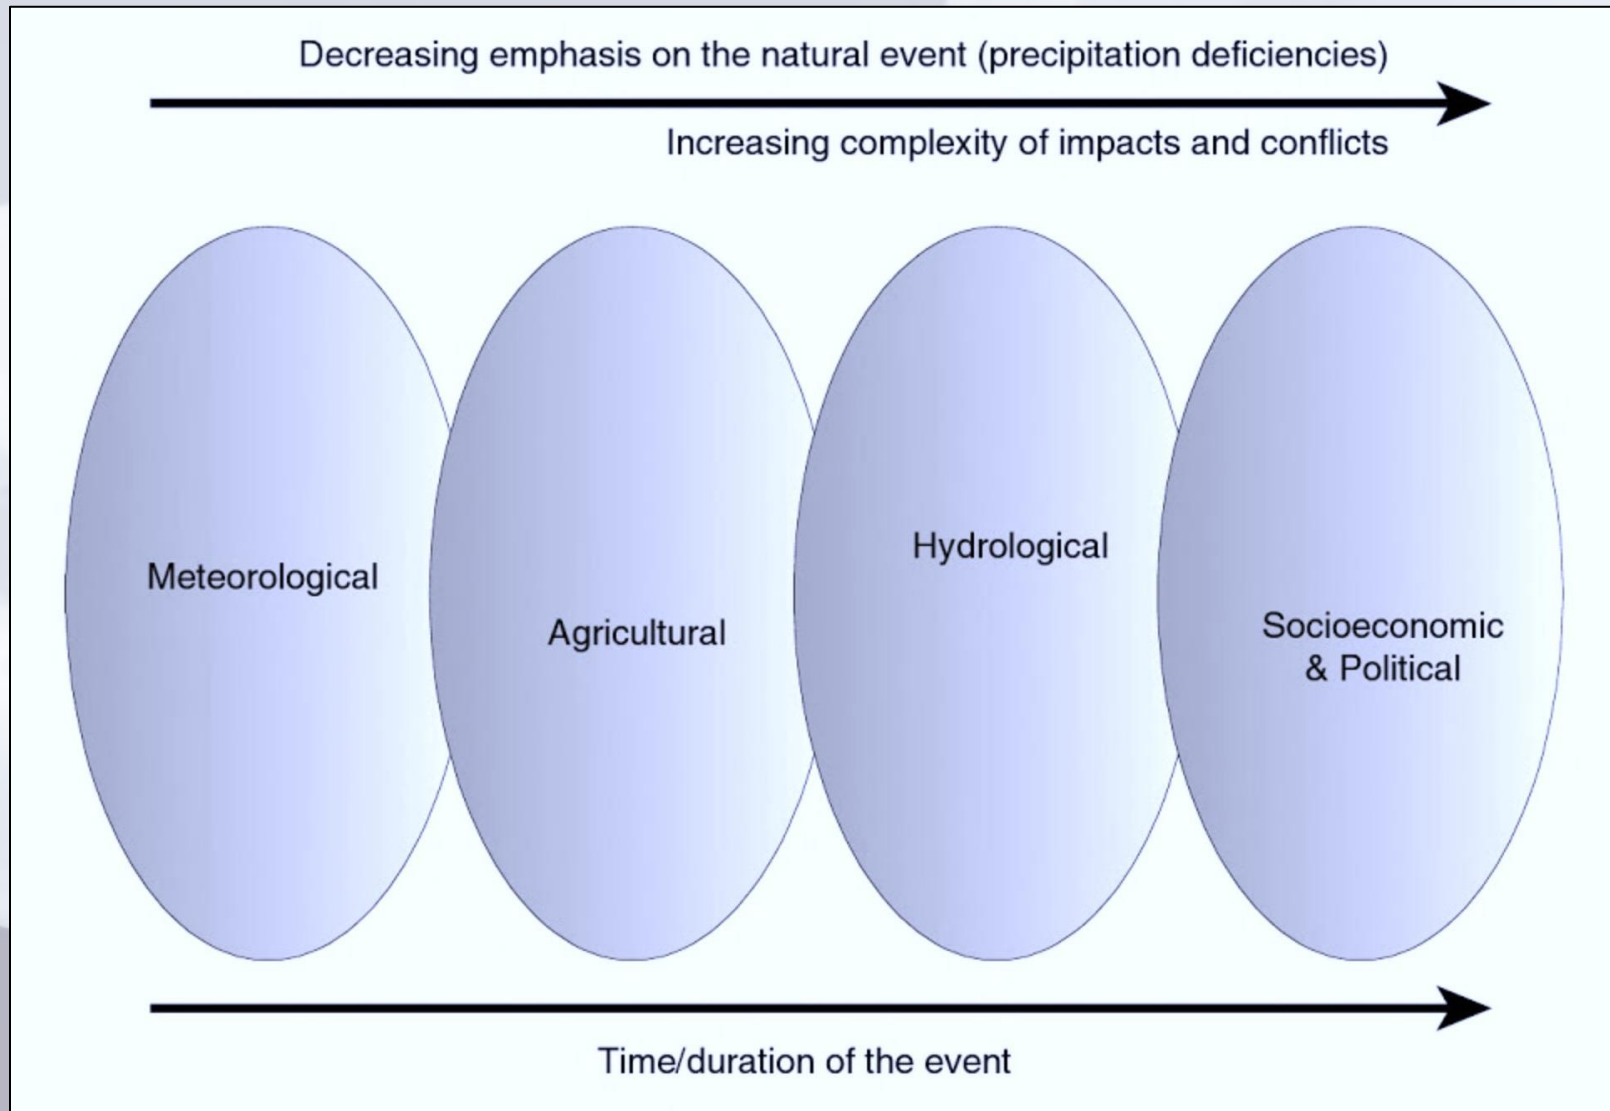 Decreasing emphasis on the natural event (precipitation deficiencies)
Increasing complexity of impacts and conflicts
Meteorological
Agricultural
Hydrological
Socioeconomic
& Political
Time/duration of the event